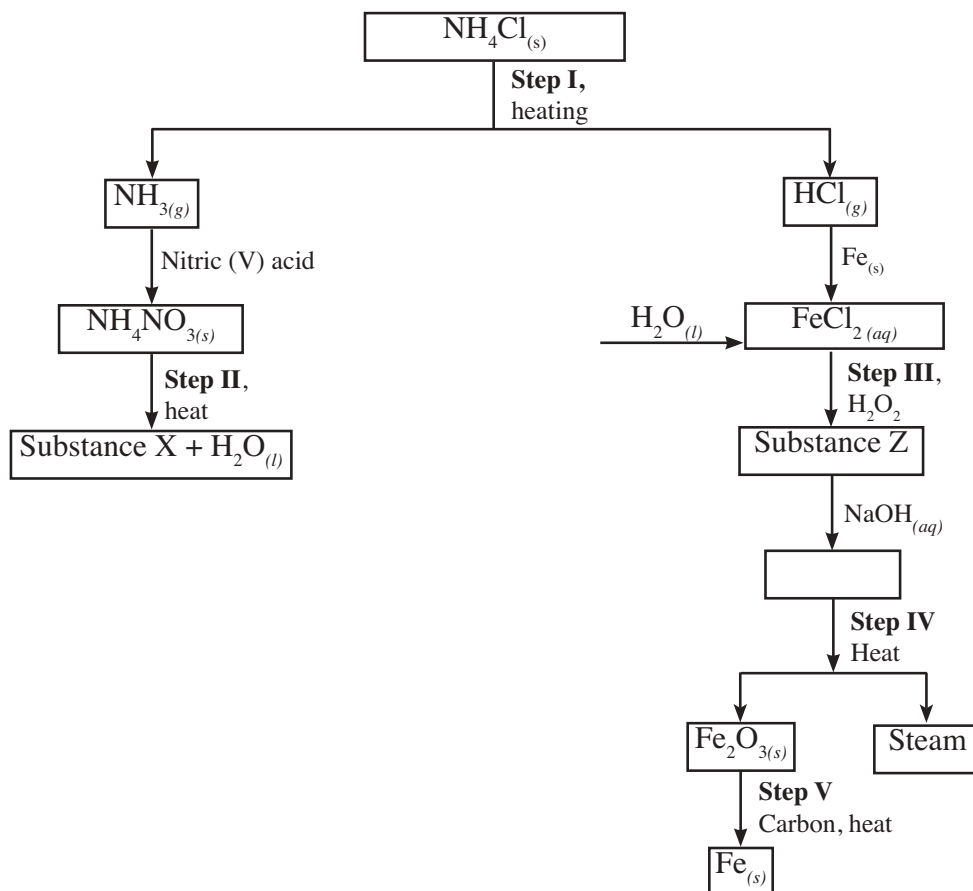 NH₄Cl₍s₎
Step I,
heating
NH₃(g)
HCl(g)
Nitric (V) acid
Fe₍s₎
NH₄NO₃(s)
H₂O(l)
FeCl₂ (aq)
Step II,
heat
Step III,
H₂O₂
Substance X + H₂O(l)
Substance Z
NaOH(aq)
Step IV
Heat
Fe₂O₃(s)
Steam
Step V
Carbon, heat
Fe(s)